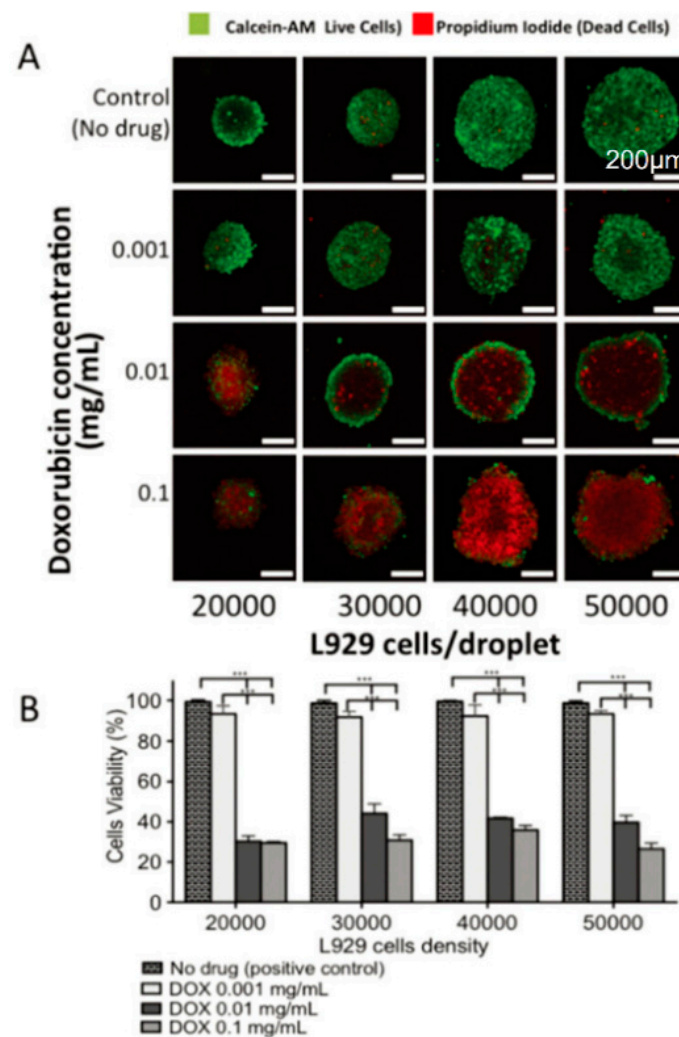 Calcein-AM Live Cells) Propidium Iodide (Dead Cells)
A
Control
(No drug)
200µm
0.001
0.01
0.1
Doxorubicin concentration
(mg/mL)
20000 30000 40000 50000
L929 cells/droplet
B
*** *** *** ***
*** *** *** ***
Cells Viability (%)
100
80
60
40
20
0
20000 30000 40000 50000
L929 cells density
No drug (positive control)
DOX 0.001 mg/mL
DOX 0.01 mg/mL
DOX 0.1 mg/mL